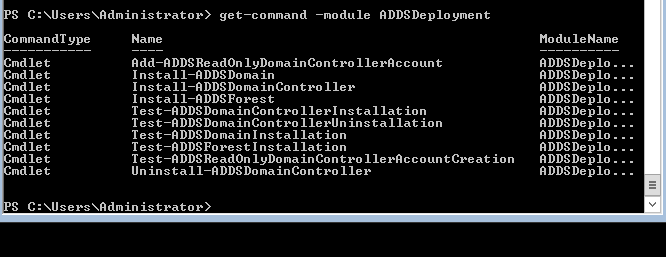 PS C:\Users\Administrator> get-command -module ADDSDeployment
CommandType Name ModuleName
----------- ---- ----------
Cmdlet Add-ADDSReadOnlyDomainControllerAccount ADDSDeplo...
Cmdlet Install-ADDSDomain ADDSDeplo...
Cmdlet Install-ADDSDomainController ADDSDeplo...
Cmdlet Install-ADDSForest ADDSDeplo...
Cmdlet Test-ADDSDomainControllerInstallation ADDSDeplo...
Cmdlet Test-ADDSDomainControllerUninstallation ADDSDeplo...
Cmdlet Test-ADDSDomainInstallation ADDSDeplo...
Cmdlet Test-ADDSForestInstallation ADDSDeplo...
Cmdlet Test-ADDSReadOnlyDomainControllerAccountCreation ADDSDeplo...
Cmdlet Uninstall-ADDSDomainController ADDSDeplo...
PS C:\Users\Administrator>